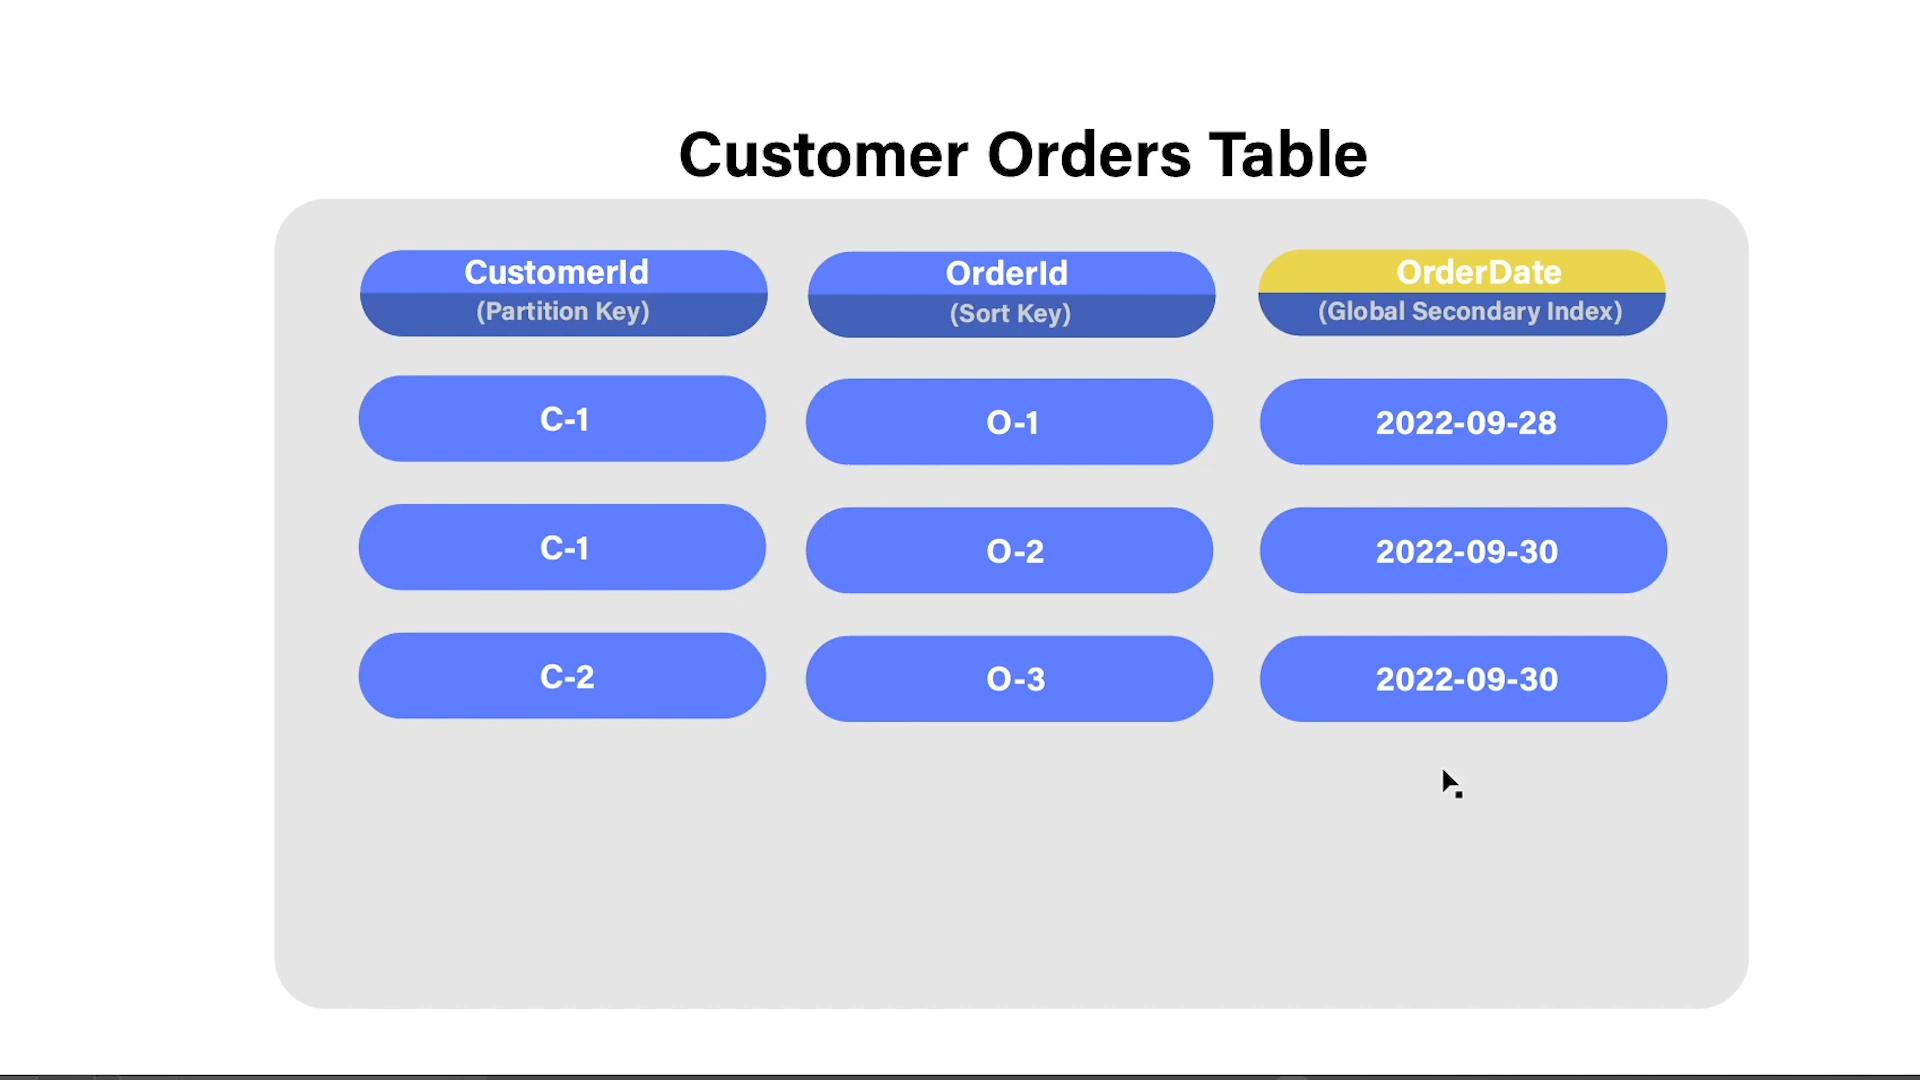 Customer Orders Table
CustomerId
(Partition Key)
OrderId
(Sort Key)
OrderDate
(Global Secondary Index)
C-1
O-1
2022-09-28
C-1
O-2
2022-09-30
C-2
O-3
2022-09-30